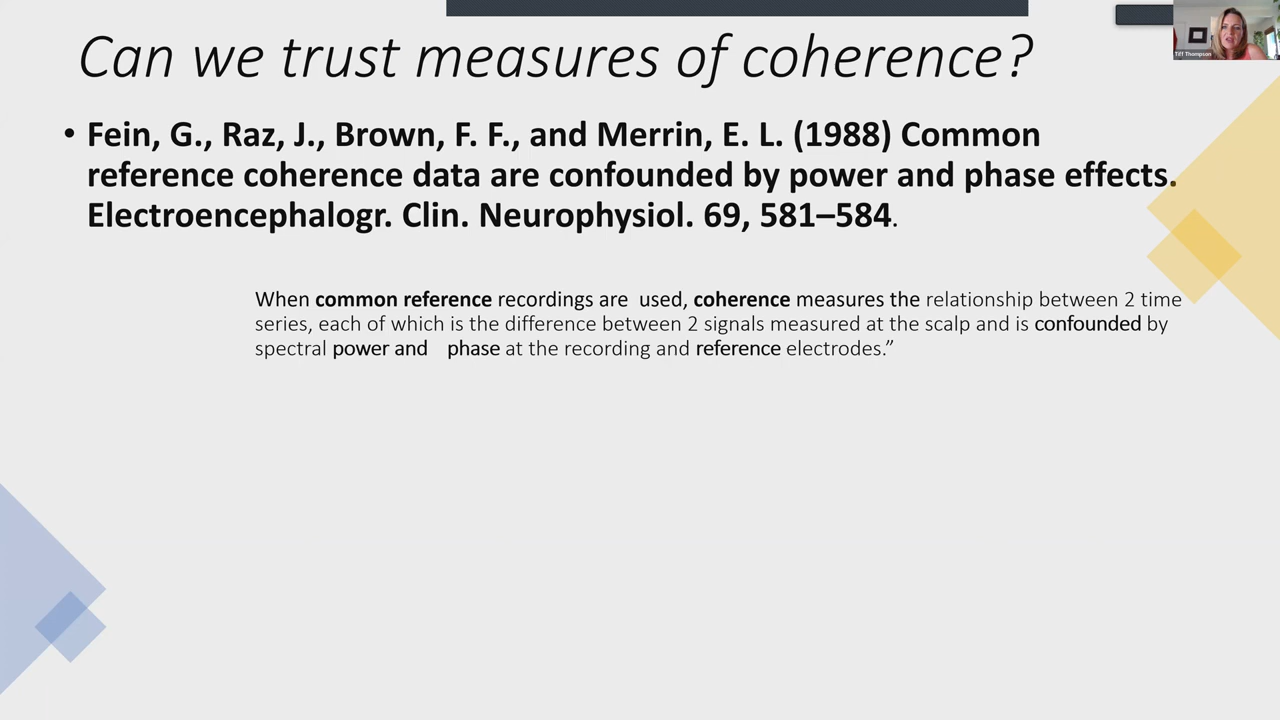 Can we trust measures of coherence?
Tiff Thompson
• Fein, G., Raz, J., Brown, F. F., and Merrin, E. L. (1988) Common
reference coherence data are confounded by power and phase effects.
Electroencephalogr. Clin. Neurophysiol. 69, 581–584.
When common reference recordings are used, coherence measures the relationship between 2 time
series, each of which is the difference between 2 signals measured at the scalp and is confounded by
spectral power and phase at the recording and reference electrodes.”